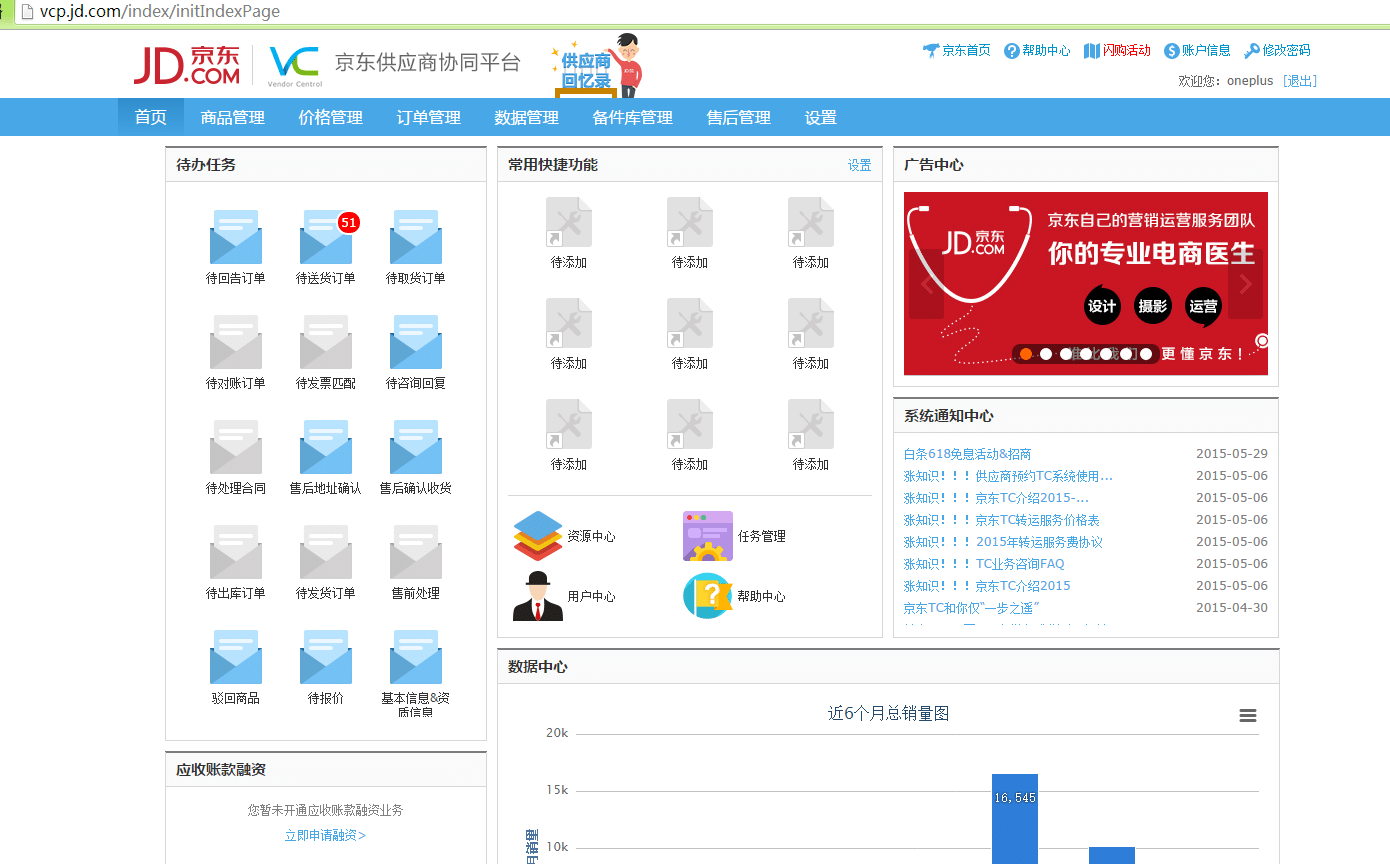 vcp.jd.com/index/initIndexPage
JD.京东 .COM
VC Vendor Central
京东供应商协同平台
供应商
回忆录
京东首页 帮助中心 闪购活动 账户信息 修改密码
欢迎您：oneplus [退出]
首页 商品管理 价格管理 订单管理 数据管理 备件库管理 售后管理 设置
待办任务
51
待回告订单 待送货订单 待取货订单
待对账订单 待发票匹配 待咨询回复
待处理合同 售后地址确认 售后确认收货
待出库订单 待发货订单 售前处理
驳回商品 待报价 基本信息&资
质信息
应收账款融资
您暂未开通应收账款融资业务
立即申请融资>
常用快捷功能 设置
待添加 待添加 待添加
待添加 待添加 待添加
待添加 待添加 待添加
资源中心 任务管理
用户中心 帮助中心
广告中心
JD.京东 .COM
京东自己的营销运营服务团队
你的专业电商医生
设计 摄影 运营
更懂京东！
系统通知中心
白条618免息活动&招商 2015-05-29
涨知识！！！供应商预约TC系统使用... 2015-05-06
涨知识！！！京东TC介绍2015-... 2015-05-06
涨知识！！！京东TC转运服务价格表 2015-05-06
涨知识！！！2015年转运服务费协议 2015-05-06
涨知识！！！TC业务咨询FAQ 2015-05-06
涨知识！！！京东TC介绍2015 2015-05-06
京东TC和你仅"一步之遥" 2015-04-30
数据中心
近6个月总销量图
20k
15k
16,545
10k
月销量